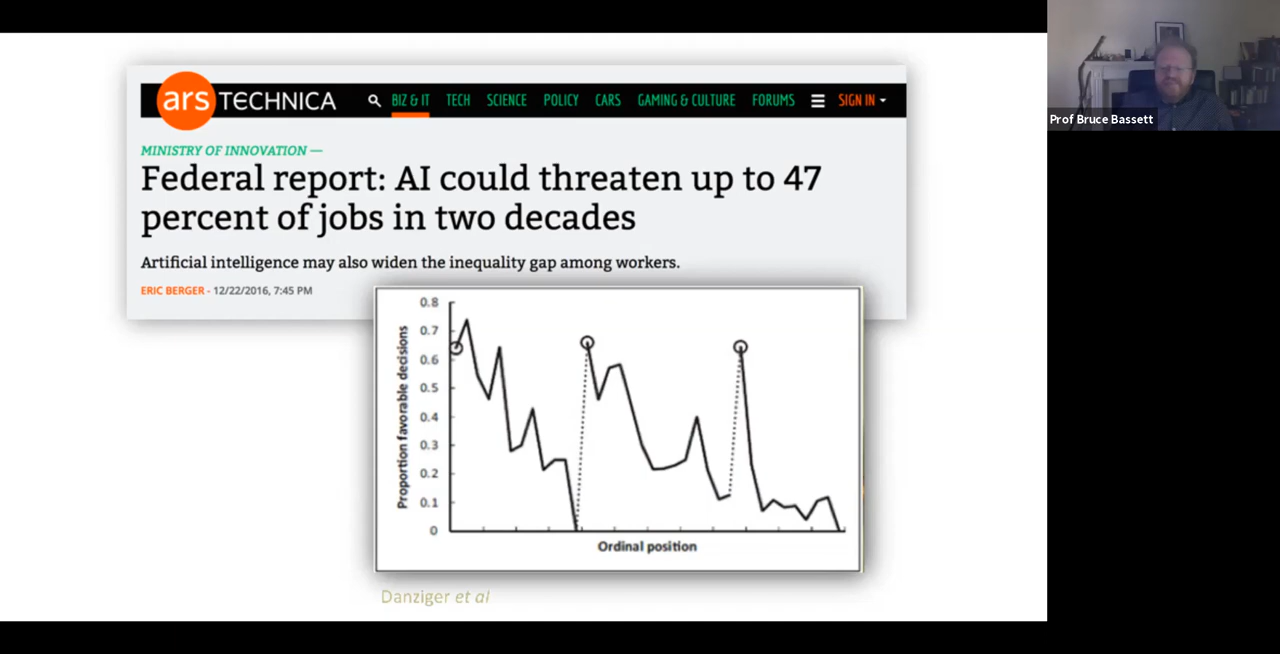 ars TECHNICA BIZ & IT TECH SCIENCE POLICY CARS GAMING & CULTURE FORUMS SIGN IN
MINISTRY OF INNOVATION —
Federal report: AI could threaten up to 47
percent of jobs in two decades
Artificial intelligence may also widen the inequality gap among workers.
ERIC BERGER - 12/22/2016, 7:45 PM
Proportion favorable decisions
0.8
0.7
0.6
0.5
0.4
0.3
0.2
0.1
0
Ordinal position
Danziger et al
Prof Bruce Bassett